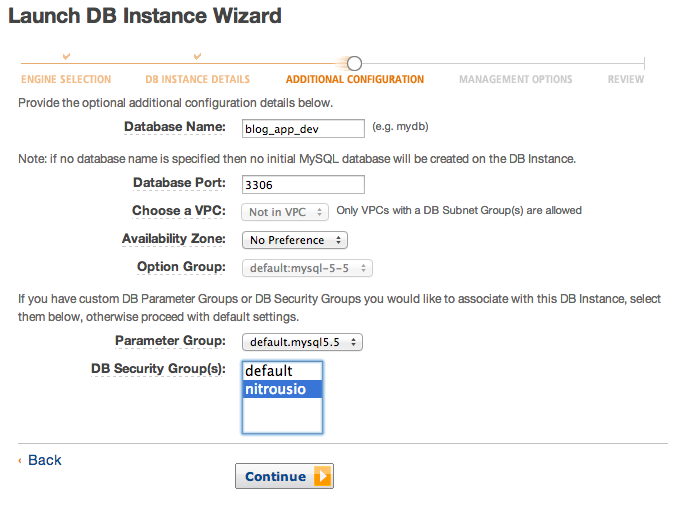 Launch DB Instance Wizard
ENGINE SELECTION DB INSTANCE DETAILS ADDITIONAL CONFIGURATION MANAGEMENT OPTIONS REVIEW
Provide the optional additional configuration details below.
Database Name: blog_app_dev (e.g. mydb)
Note: if no database name is specified then no initial MySQL database will be created on the DB Instance.
Database Port: 3306
Choose a VPC: Not in VPC Only VPCs with a DB Subnet Group(s) are allowed
Availability Zone: No Preference
Option Group: default:mysql-5-5
If you have custom DB Parameter Groups or DB Security Groups you would like to associate with this DB Instance, select
them below, otherwise proceed with default settings.
Parameter Group: default.mysql5.5
DB Security Group(s): default
nitrousio
‹ Back
Continue